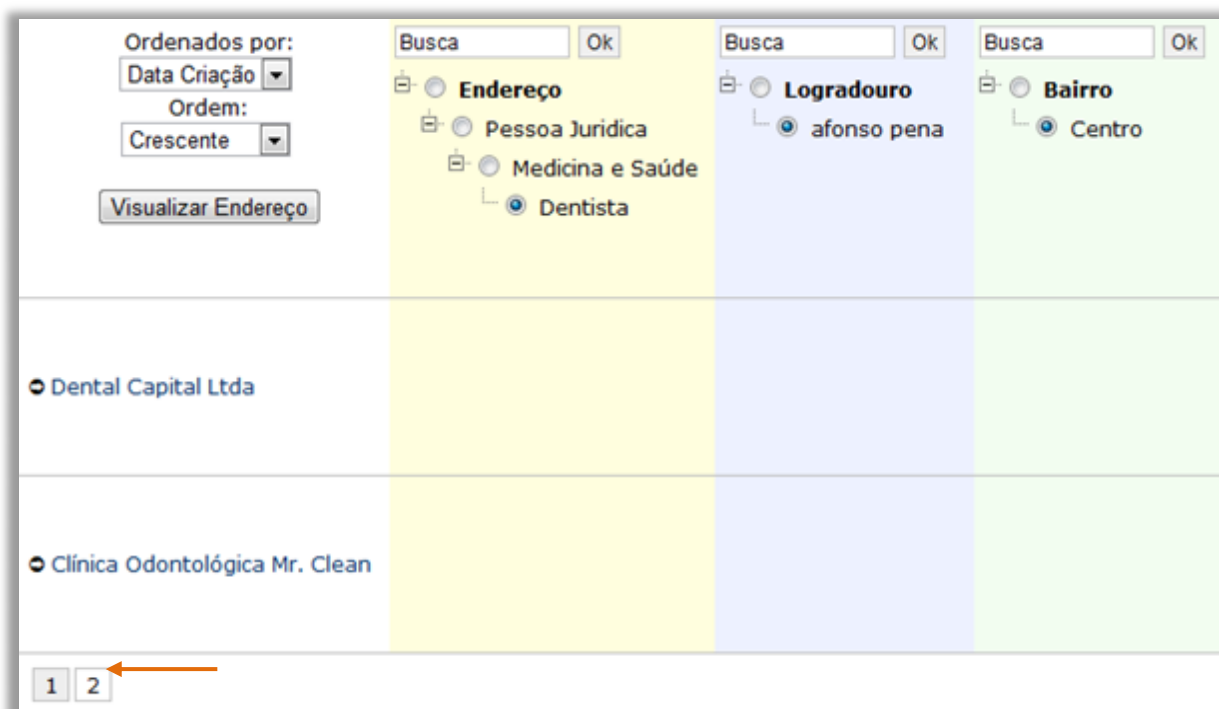 Ordenados por:
Data Criação
Ordem:
Crescente
Visualizar Endereço
Busca Ok
Endereço
Pessoa Juridica
Medicina e Saúde
Dentista
Busca Ok
Logradouro
afonso pena
Busca Ok
Bairro
Centro
Dental Capital Ltda
Clínica Odontológica Mr. Clean
1 2